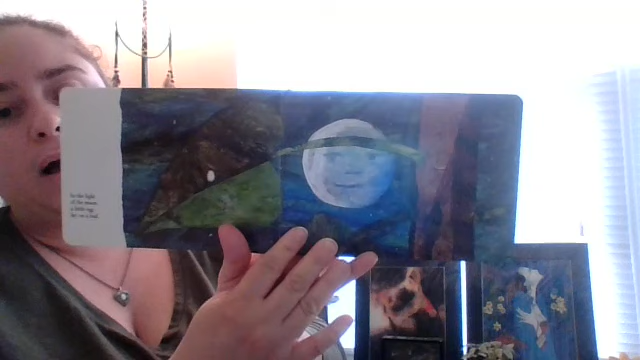 In the light
of the moon
a little egg
lay on a leaf.